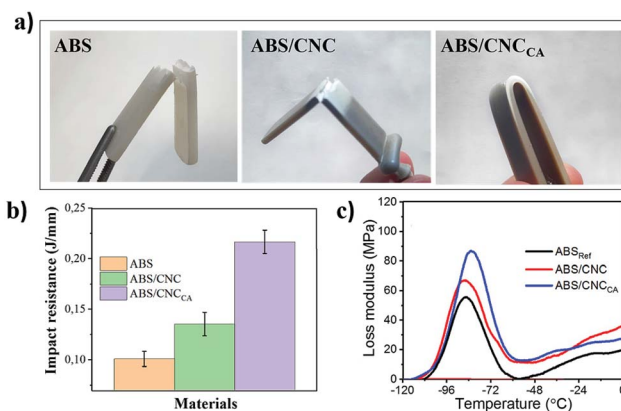 a)
ABS
ABS/CNC
ABS/CNCCA
b)
Impact resistance (J/mm)
0,20
0,15
0,10
0,25
ABS
ABS/CNC
ABS/CNCCA
Materials
c)
Loss modulus (MPa)
120
100
80
60
40
20
0
ABSRef
ABS/CNC
ABS/CNCCA
-120
-96
-72
-48
-24
0
Temperature (°C)